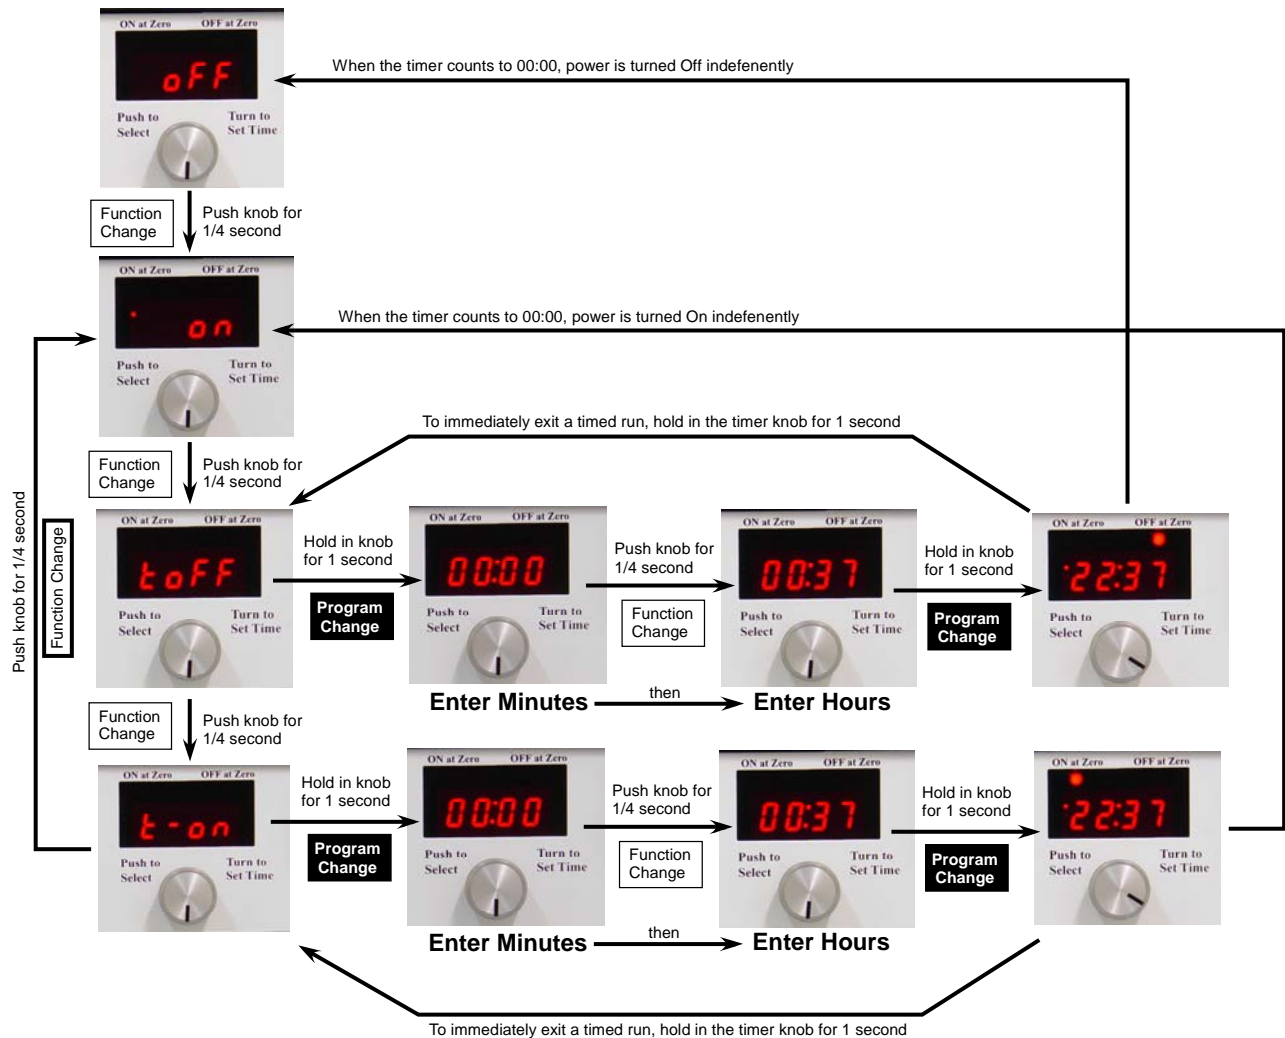 ON at Zero OFF at Zero
oFF
Push to Select
Turn to Set Time
When the timer counts to 00:00, power is turned Off indefenently
Function Change
Push knob for 1/4 second
ON at Zero OFF at Zero
on
Push to Select
Turn to Set Time
When the timer counts to 00:00, power is turned On indefenently
Push knob for 1/4 second
Function Change
Function Change
Push knob for 1/4 second
To immediately exit a timed run, hold in the timer knob for 1 second
ON at Zero OFF at Zero
toFF
Push to Select
Turn to Set Time
Hold in knob for 1 second
Program Change
ON at Zero OFF at Zero
00:00
Push to Select
Turn to Set Time
Push knob for 1/4 second
Function Change
ON at Zero OFF at Zero
00:37
Push to Select
Turn to Set Time
Hold in knob for 1 second
Program Change
ON at Zero OFF at Zero
22:37
Push to Select
Turn to Set Time
Enter Minutes
then
Enter Hours
Function Change
Push knob for 1/4 second
ON at Zero OFF at Zero
t-on
Push to Select
Turn to Set Time
Hold in knob for 1 second
Program Change
ON at Zero OFF at Zero
00:00
Push to Select
Turn to Set Time
Push knob for 1/4 second
Function Change
ON at Zero OFF at Zero
00:37
Push to Select
Turn to Set Time
Hold in knob for 1 second
Program Change
ON at Zero OFF at Zero
22:37
Push to Select
Turn to Set Time
Enter Minutes
then
Enter Hours
To immediately exit a timed run, hold in the timer knob for 1 second